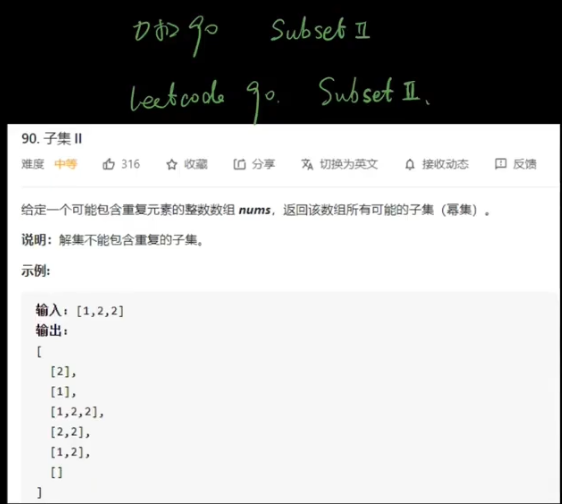 力扣 90 Subset II
Leetcode 90. Subset II.
90. 子集 II
难度 中等 316 收藏 分享 切换为英文 接收动态 反馈
给定一个可能包含重复元素的整数数组 nums，返回该数组所有可能的子集（幂集）。
说明：解集不能包含重复的子集。
示例：
输入：[1,2,2]
输出：
[
[2],
[1],
[1,2,2],
[2,2],
[1,2],
[]
]